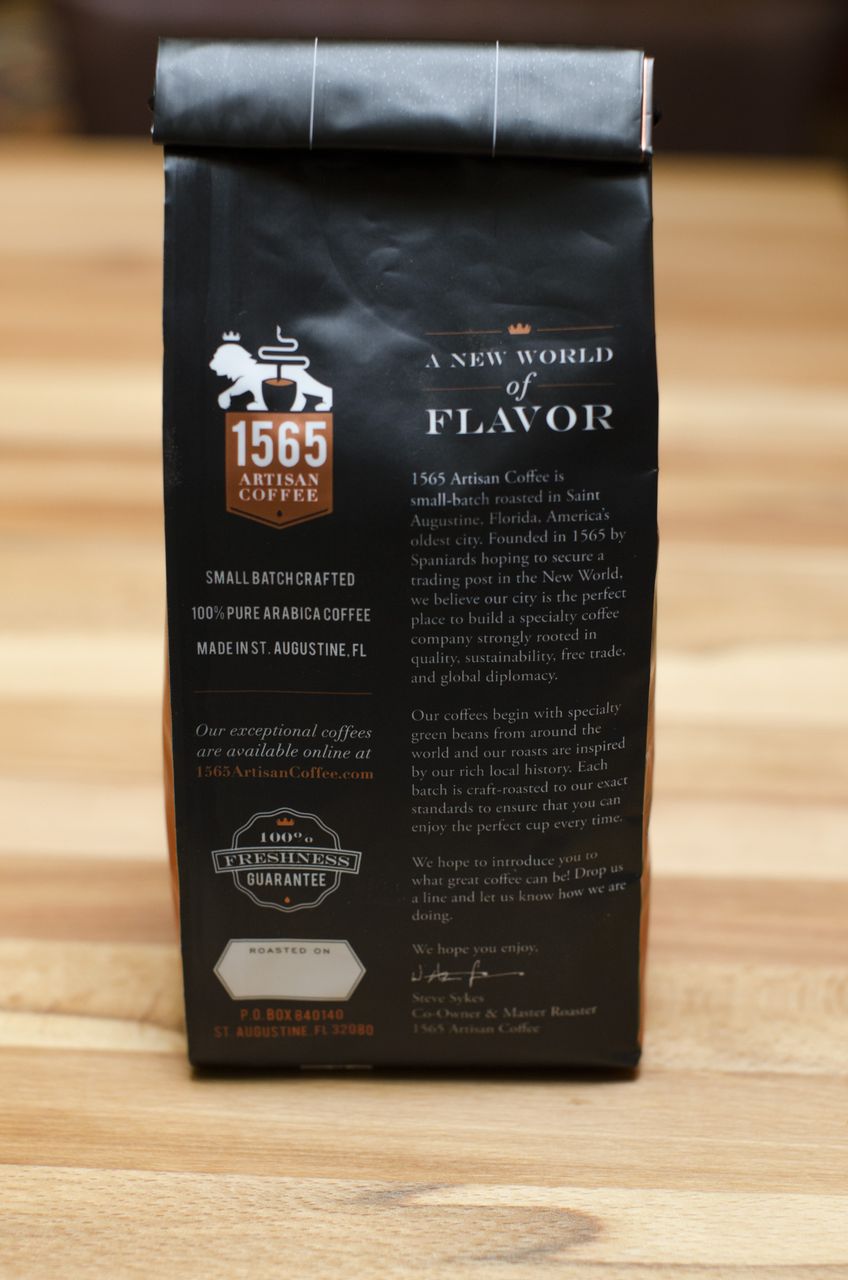 1565
ARTISAN
COFFEE
SMALL BATCH CRAFTED
100% PURE ARABICA COFFEE
MADE IN ST. AUGUSTINE, FL
Our exceptional coffees
are available online at
1565ArtisanCoffee.com
100%
FRESHNESS
GUARANTEE
ROASTED ON
P.O. BOX 840140
ST. AUGUSTINE, FL 32080
A NEW WORLD
of
FLAVOR
1565 Artisan Coffee is
small-batch roasted in Saint
Augustine, Florida, America's
oldest city. Founded in 1565 by
Spaniards hoping to secure a
trading post in the New World,
we believe our city is the perfect
place to build a specialty coffee
company strongly rooted in
quality, sustainability, free trade,
and global diplomacy.
Our coffees begin with specialty
green beans from around the
world and our roasts are inspired
by our rich local history. Each
batch is craft-roasted to our exact
standards to ensure that you can
enjoy the perfect cup every time.
We hope to introduce you to
what great coffee can be! Drop us
a line and let us know how we are
doing.
We hope you enjoy,
Steve Sykes
Co-Owner & Master Roaster
1565 Artisan Coffee